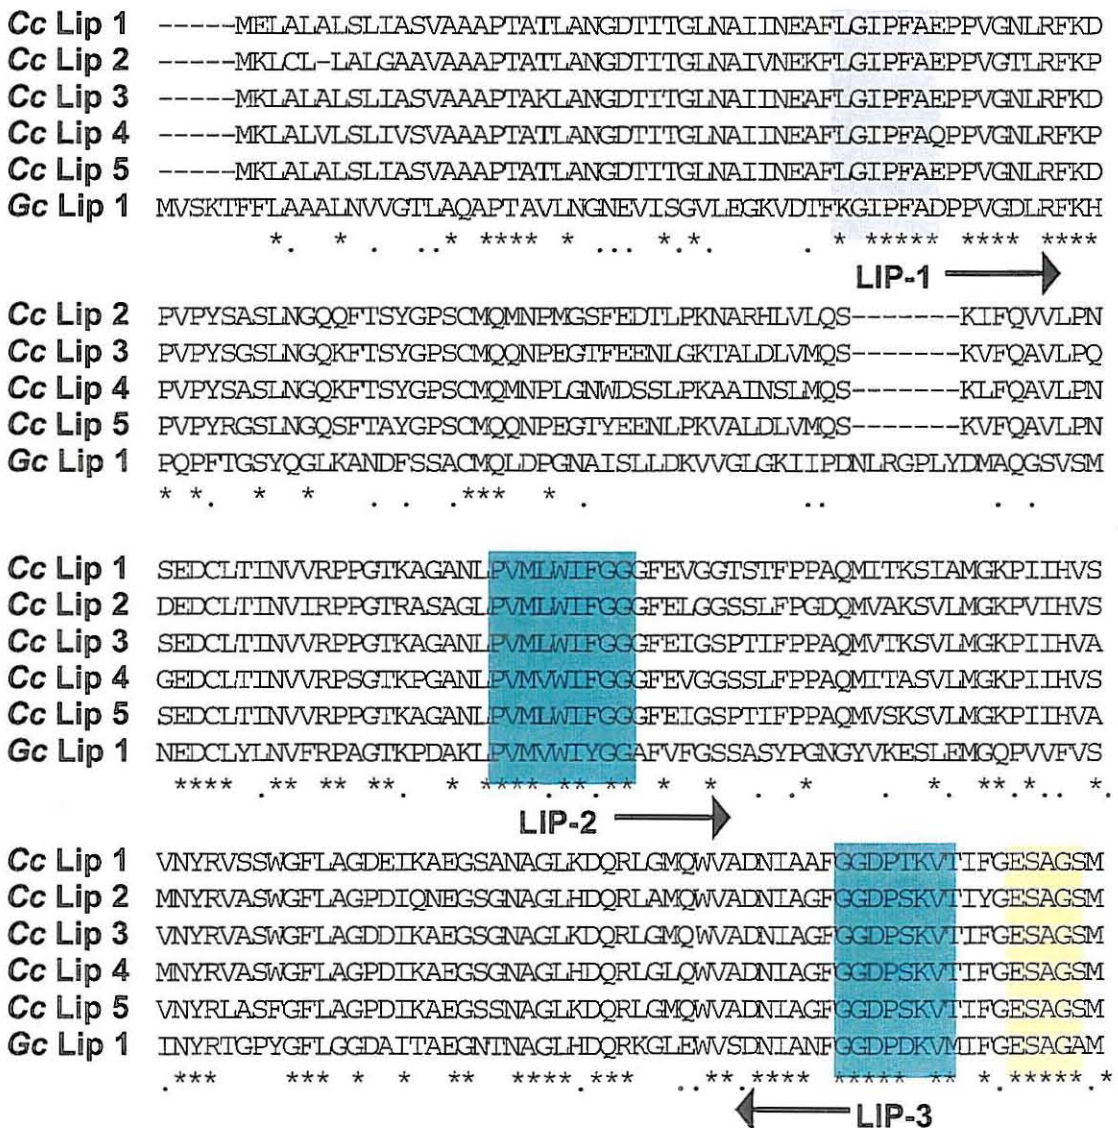 Cc Lip 1 -----MELALALSLIASVAAAPTATLANGDTITGLNAIINEAFLGIPFAEPPVGNLRFKD
Cc Lip 2 -----MKLCL-LALGAAVAAAPTATLANGDTITGLNAIVNEKFLGIPFAEPPVGTLRFKP
Cc Lip 3 -----MKLALALSLIASVAAAPTAKLANGDTITGLNAIINEAFLGIPFAEPPVGNLRFKD
Cc Lip 4 -----MKLALVLSLIVSVAAAPTATLANGDTITGLNAIINEAFLGIPFAQPPVGNLRFKP
Cc Lip 5 -----MKLALALSLIASVAAAPTATLANGDTITGLNAIINEAFLGIPFAEPPVGNLRFKD
Gc Lip 1 MVSKTFFLAAALNVVGTLAQAPTAVLNGNEVISGVLEGKVDTFKGIPFADPPVGDLRFKH
*. * . ..* **** * ... *.*. . * ***** **** ****
LIP-1
Cc Lip 2 PVPYSASLNGQQFTSYGPSCMQMNPMGSFEDTLPKNARHLVLQS-------KIFQVVLPN
Cc Lip 3 PVPYSGSLNGQKFTSYGPSCMQQNPEGTFEENLGKTALDLVMQS-------KVFQAVLPQ
Cc Lip 4 PVPYSASLNGQKFTSYGPSCMQMNPLGNWDSSLPKAAINSLMQS-------KLFQAVLPN
Cc Lip 5 PVPYRGSLNGQSFTAYGPSCMQQNPEGTYEENLPKVALDLVMQS-------KVFQAVLPN
Gc Lip 1 PQPFTGSYQGLKANDFSSACMQLDPGNAISLLDKVVGLGKIIPDNLRGPLYDMAQGSVSM
* *. * * . . .*** *. .. . .
Cc Lip 1 SEDCLTINVVRPPGTKAGANLPVMLWIFGGGFEVGGTSTFPPAQMITKSIAMGKPIIHVS
Cc Lip 2 DEDCLTINVIRPPGTRASAGLPVMLWIFGGGFELGGSSLFPGDQMVAKSVLMGKPVIHVS
Cc Lip 3 SEDCLTINVVRPPGTKAGANLPVMLWIFGGGFEIGSPTIFPPAQMVTKSVLMGKPIIHVA
Cc Lip 4 GEDCLTINVVRPSGTKPGANLPVMVWIFGGGFEVGGSSLFPPAQMITASVLMGKPIIHVS
Cc Lip 5 SEDCLTINVVRPPGTKAGANLPVMLWIFGGGFEIGSPTIFPPAQMVSKSVLMGKPIIHVA
Gc Lip 1 NEDCLYLNVFRPAGTKPDAKLPVMVWIYGGAFVFGSSASYPGNGYVKESLEMGQPVVFVS
**** .** ** **. * ****.**.**.* * . .* . *. **.*.. *.
LIP-2
Cc Lip 1 VNYRVSSWGFLAGDEIKAEGSANAGLKDQRLGMQWVADNIAAFGGDPTKVTIFGESAGSM
Cc Lip 2 MNYRVASWGFLAGPDIQNEGSGNAGLHDQRLAMQWVADNIAGFGGDPSKVTIYGESAGSM
Cc Lip 3 VNYRVASWGFLAGDDIKAEGSGNAGLKDQRLGMQWVADNIAGFGGDPSKVTIFGESAGSM
Cc Lip 4 MNYRVASWGFLAGPDIKAEGSGNAGLHDQRLGLQWVADNIAGFGGDPSKVTIFGESAGSM
Cc Lip 5 VNYRLASFGFLAGPDIKAEGSSNAGLKDQRLGMQWVADNIAGFGGDPSKVTIFGESAGSM
Gc Lip 1 INYRTGPYGFLGGDAITAEGNTNAGLHDQRKGLEWVSDNIANFGGDPDKVMIFGESAGAM
.*** *** * * ** ****.*** ..**.**** ***** ** *.*****.*
LIP-3